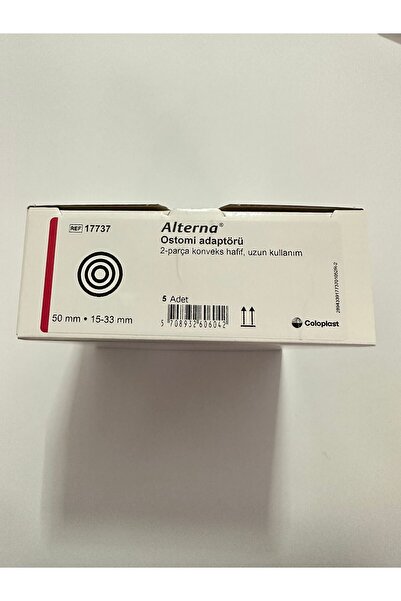 REF 17737
Alterna®
Ostomi adaptörü
2-parça konveks hafif, uzun kullanım
5 Adet
5 708932 606042
50 mm • 15-33 mm
Coloplast